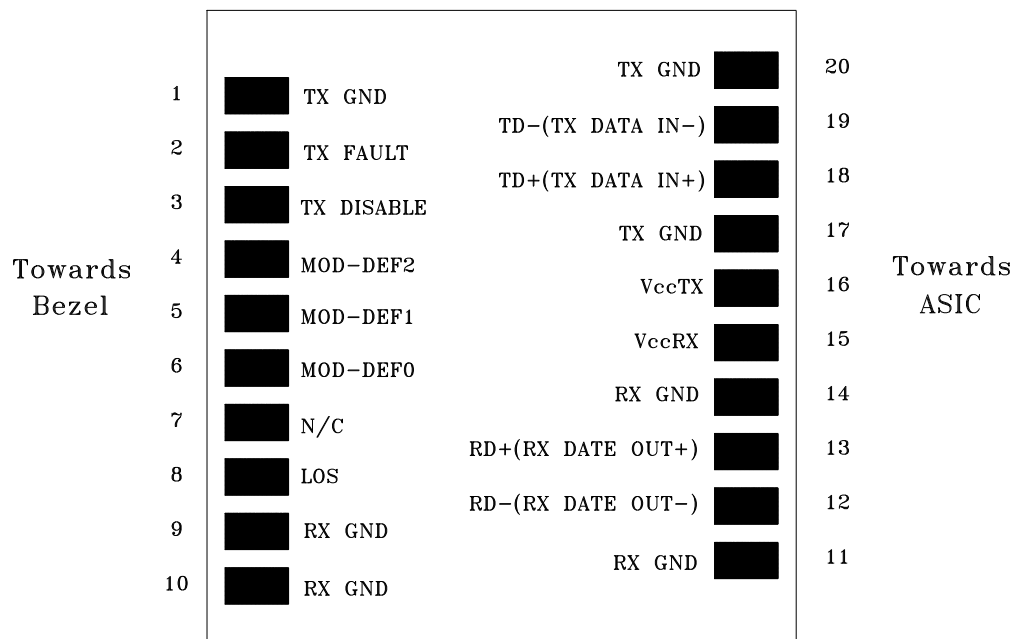 1 TX GND
2 TX FAULT
3 TX DISABLE
4 MOD-DEF2
5 MOD-DEF1
6 MOD-DEF0
7 N/C
8 LOS
9 RX GND
10 RX GND
Towards
Bezel
TX GND 20
TD-(TX DATA IN-) 19
TD+(TX DATA IN+) 18
TX GND 17
VccTX 16
VccRX 15
RX GND 14
RD+(RX DATE OUT+) 13
RD-(RX DATE OUT-) 12
RX GND 11
Towards
ASIC